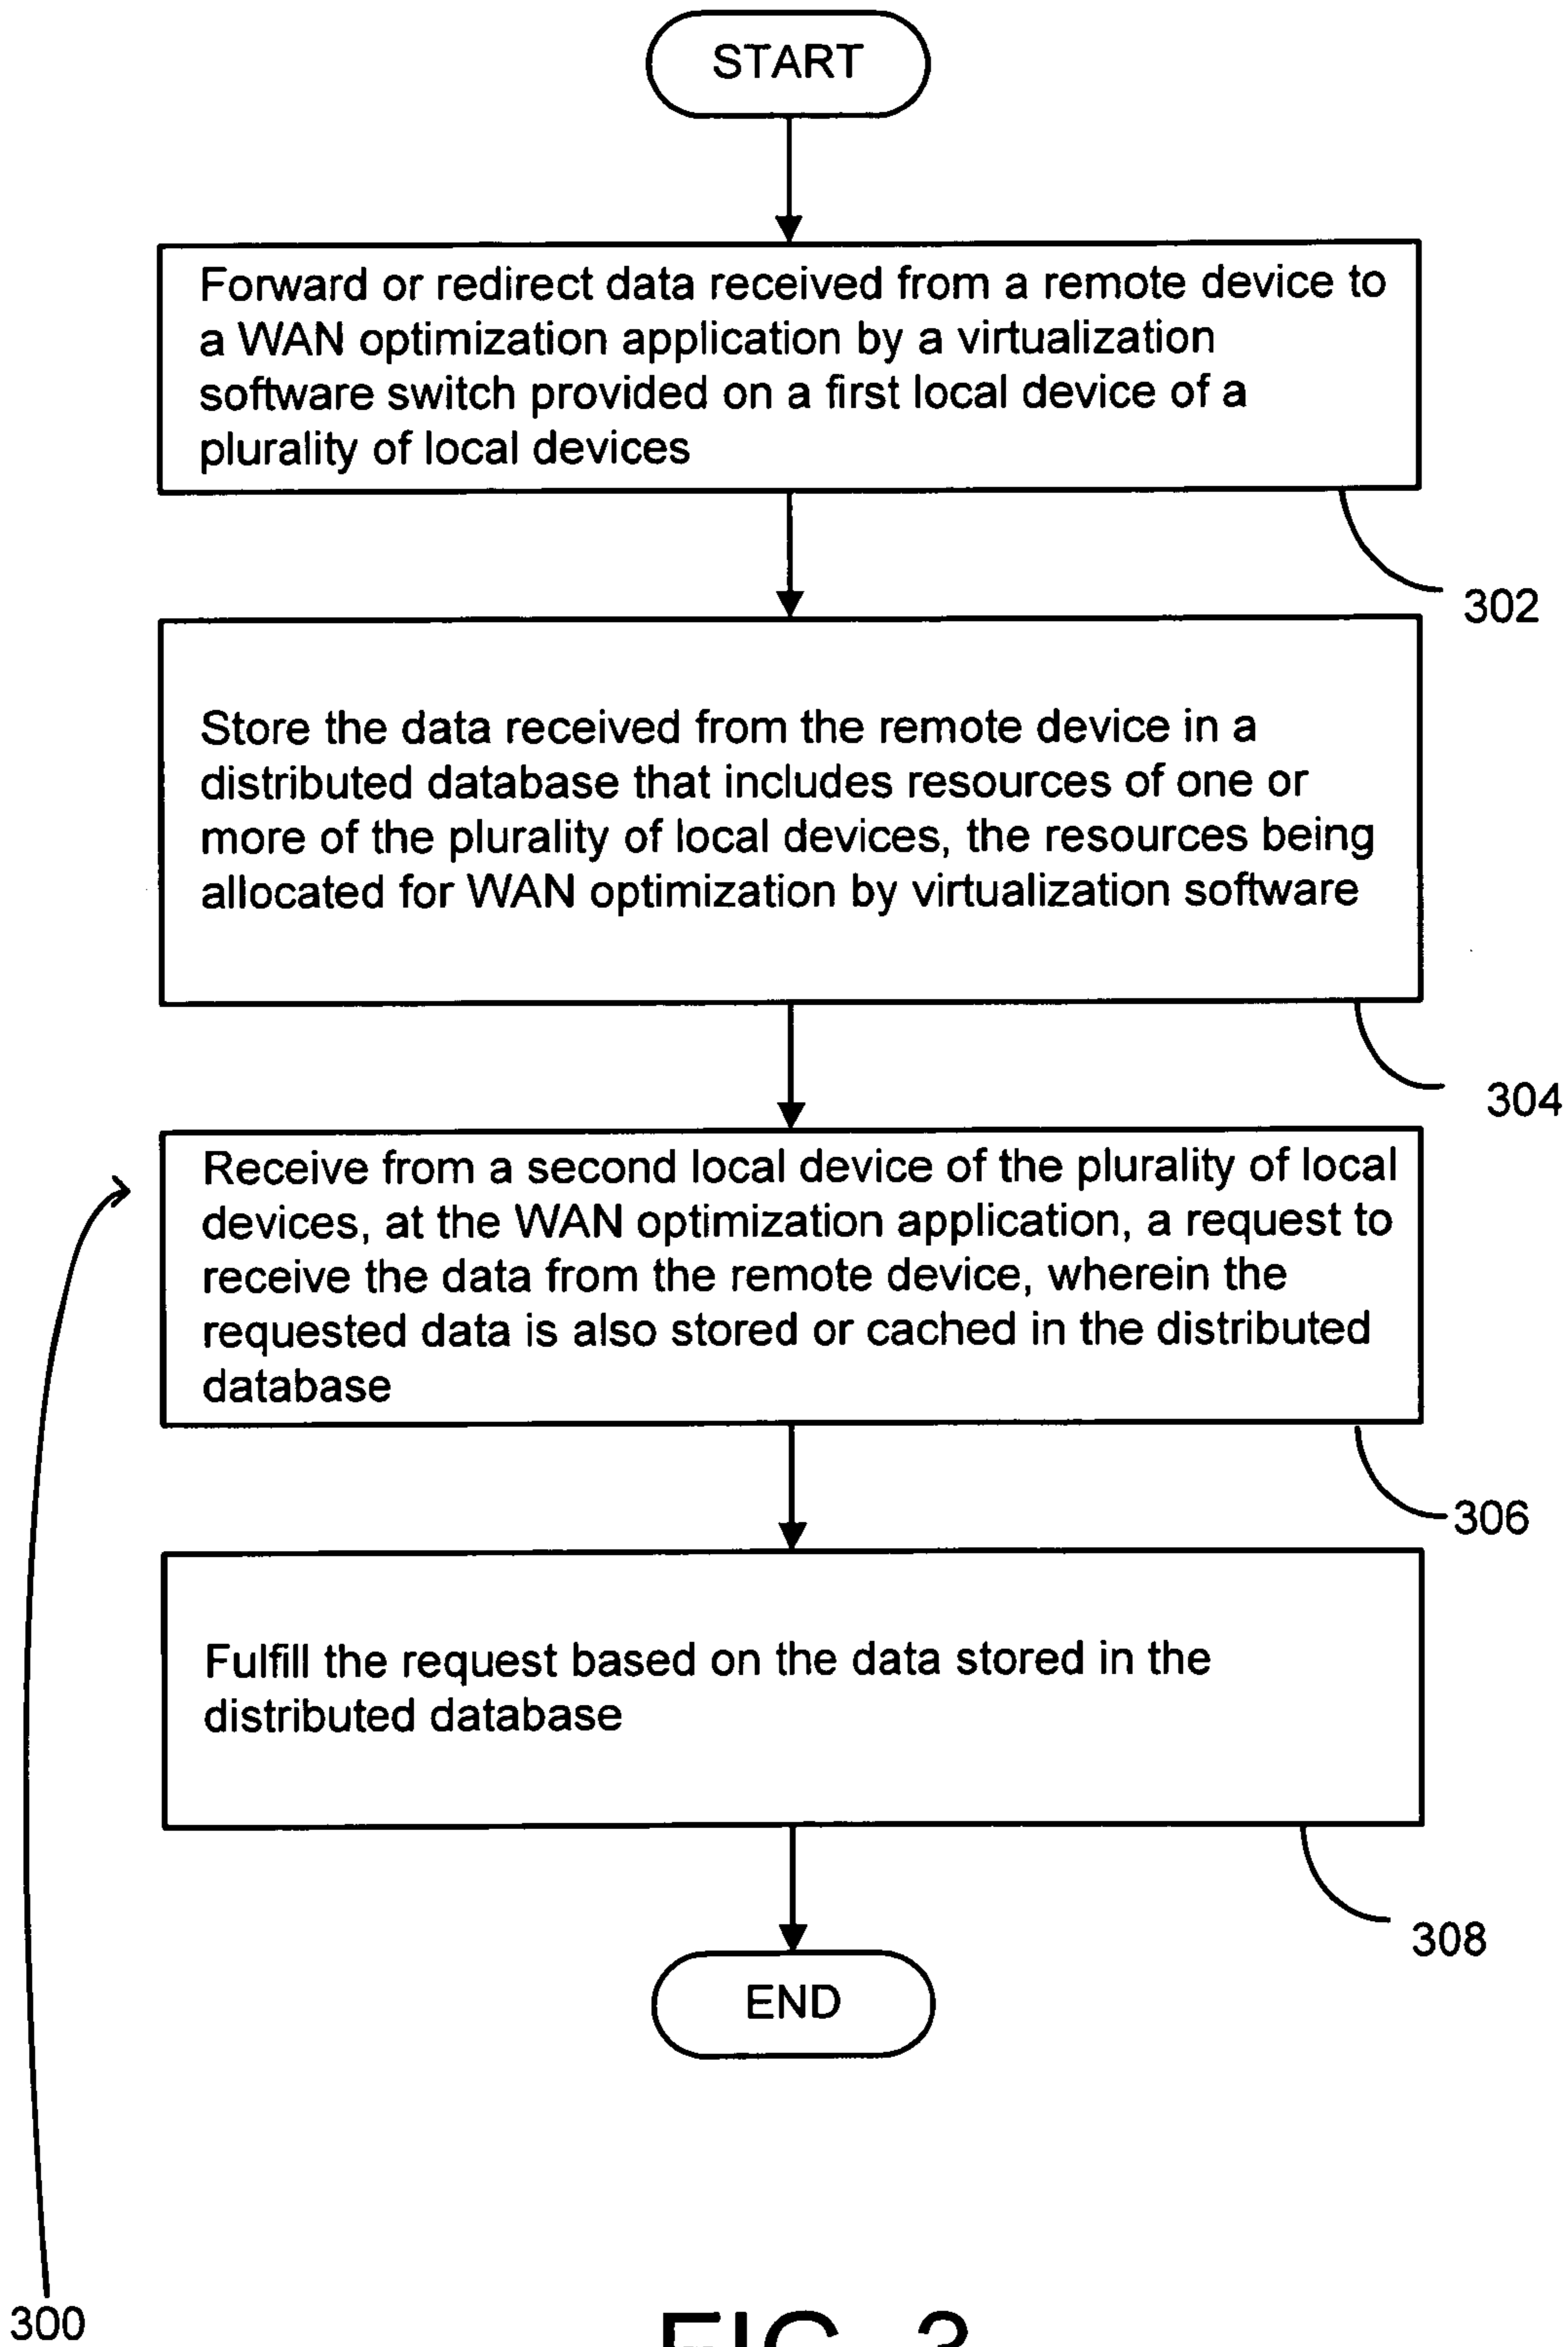 START
Forward or redirect data received from a remote device to
a WAN optimization application by a virtualization
software switch provided on a first local device of a
plurality of local devices
302
Store the data received from the remote device in a
distributed database that includes resources of one or
more of the plurality of local devices, the resources being
allocated for WAN optimization by virtualization software
304
Receive from a second local device of the plurality of local
devices, at the WAN optimization application, a request to
receive the data from the remote device, wherein the
requested data is also stored or cached in the distributed
database
306
Fulfill the request based on the data stored in the
distributed database
308
END
300
FIG. 3